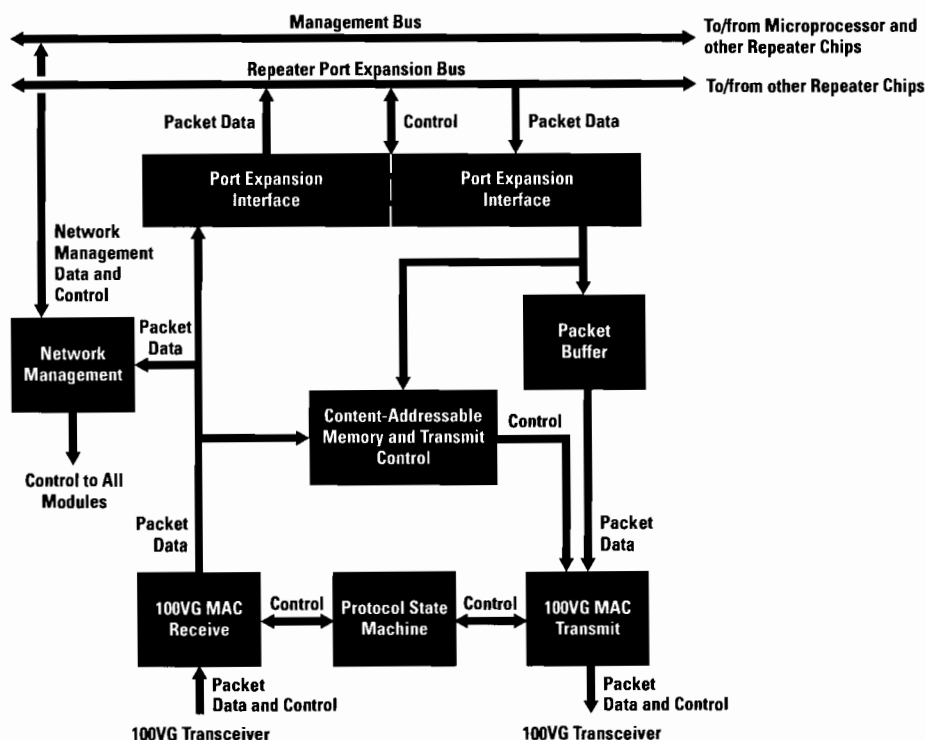 Management Bus
To/from Microprocessor and
other Repeater Chips
Repeater Port Expansion Bus
To/from other Repeater Chips
Packet Data
Control
Packet Data
Port Expansion
Interface
Port Expansion
Interface
Network
Management
Data and
Control
Packet
Data
Network
Management
Packet
Buffer
Content-Addressable
Memory and Transmit
Control
Control
Control to All
Modules
Packet
Data
Packet
Data
100VG MAC
Receive
Control
Protocol State
Machine
Control
100VG MAC
Transmit
Packet
Data and Control
Packet
Data and Control
100VG Transceiver
100VG Transceiver